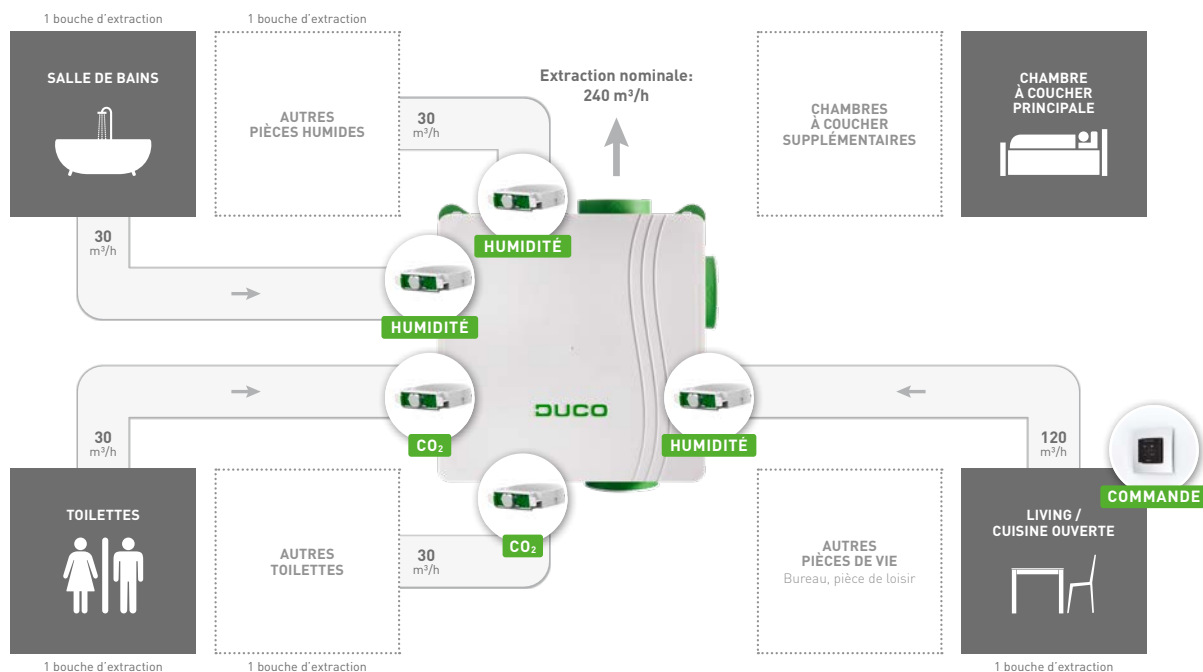 1 bouche d'extraction
1 bouche d'extraction
SALLE DE BAINS
AUTRES
PIÈCES HUMIDES
30
m³/h
Extraction nominale:
240 m³/h
CHAMBRES
À COUCHER
SUPPLÉMENTAIRES
CHAMBRE
À COUCHER
PRINCIPALE
30
m³/h
HUMIDITÉ
HUMIDITÉ
DUCO
CO₂
HUMIDITÉ
30
m³/h
120
m³/h
COMMANDE
TOILETTES
AUTRES
TOILETTES
30
m³/h
CO₂
AUTRES
PIÈCES DE VIE
Bureau, pièce de loisir
LIVING /
CUISINE OUVERTE
1 bouche d'extraction
1 bouche d'extraction
1 bouche d'extraction